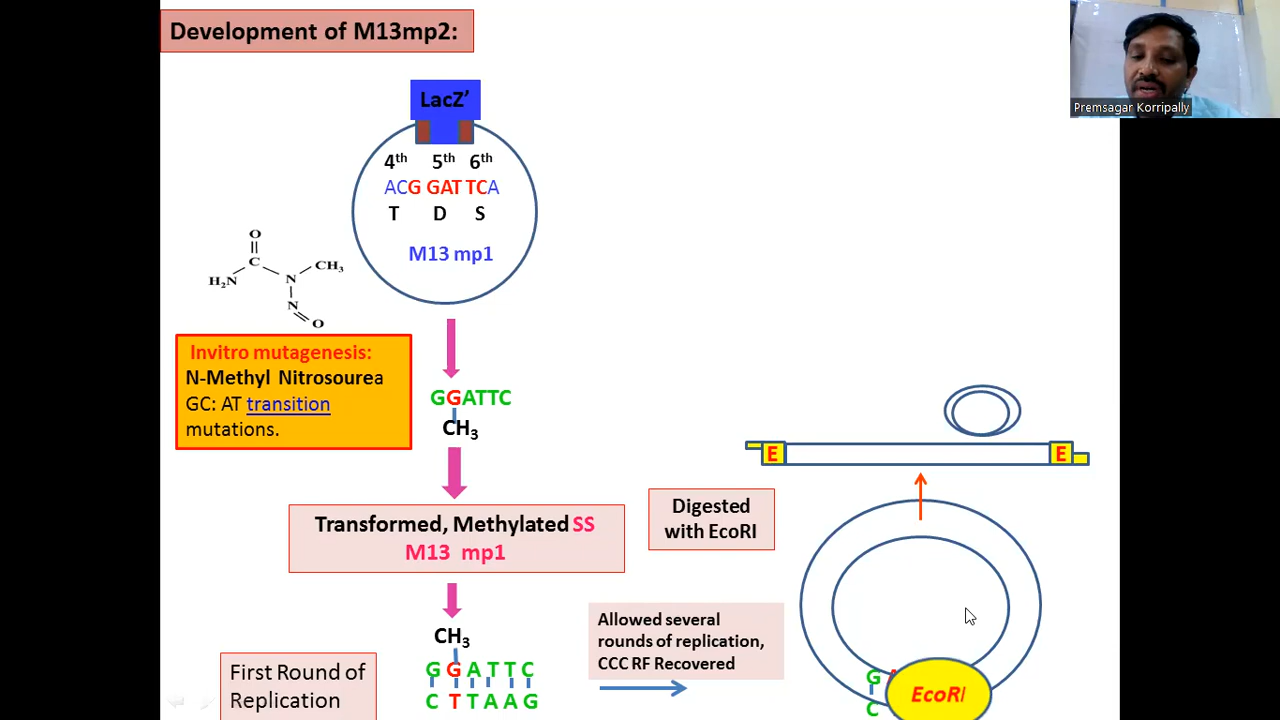 Development of M13mp2:
Premsagar Korripally
LacZ’
4th 5th 6th
ACG GAT TCA
T D S
M13 mp1
O
C
H2N
N
CH3
N
O
Invitro mutagenesis:
N-Methyl Nitrosourea
GC: AT transition
mutations.
GGATTC
CH3
Transformed, Methylated SS
M13 mp1
CH3
First Round of
Replication
GGATTC
CTTAAG
Allowed several
rounds of replication,
CCC RF Recovered
Digested
with EcoRI
E E
G
C
EcoRI